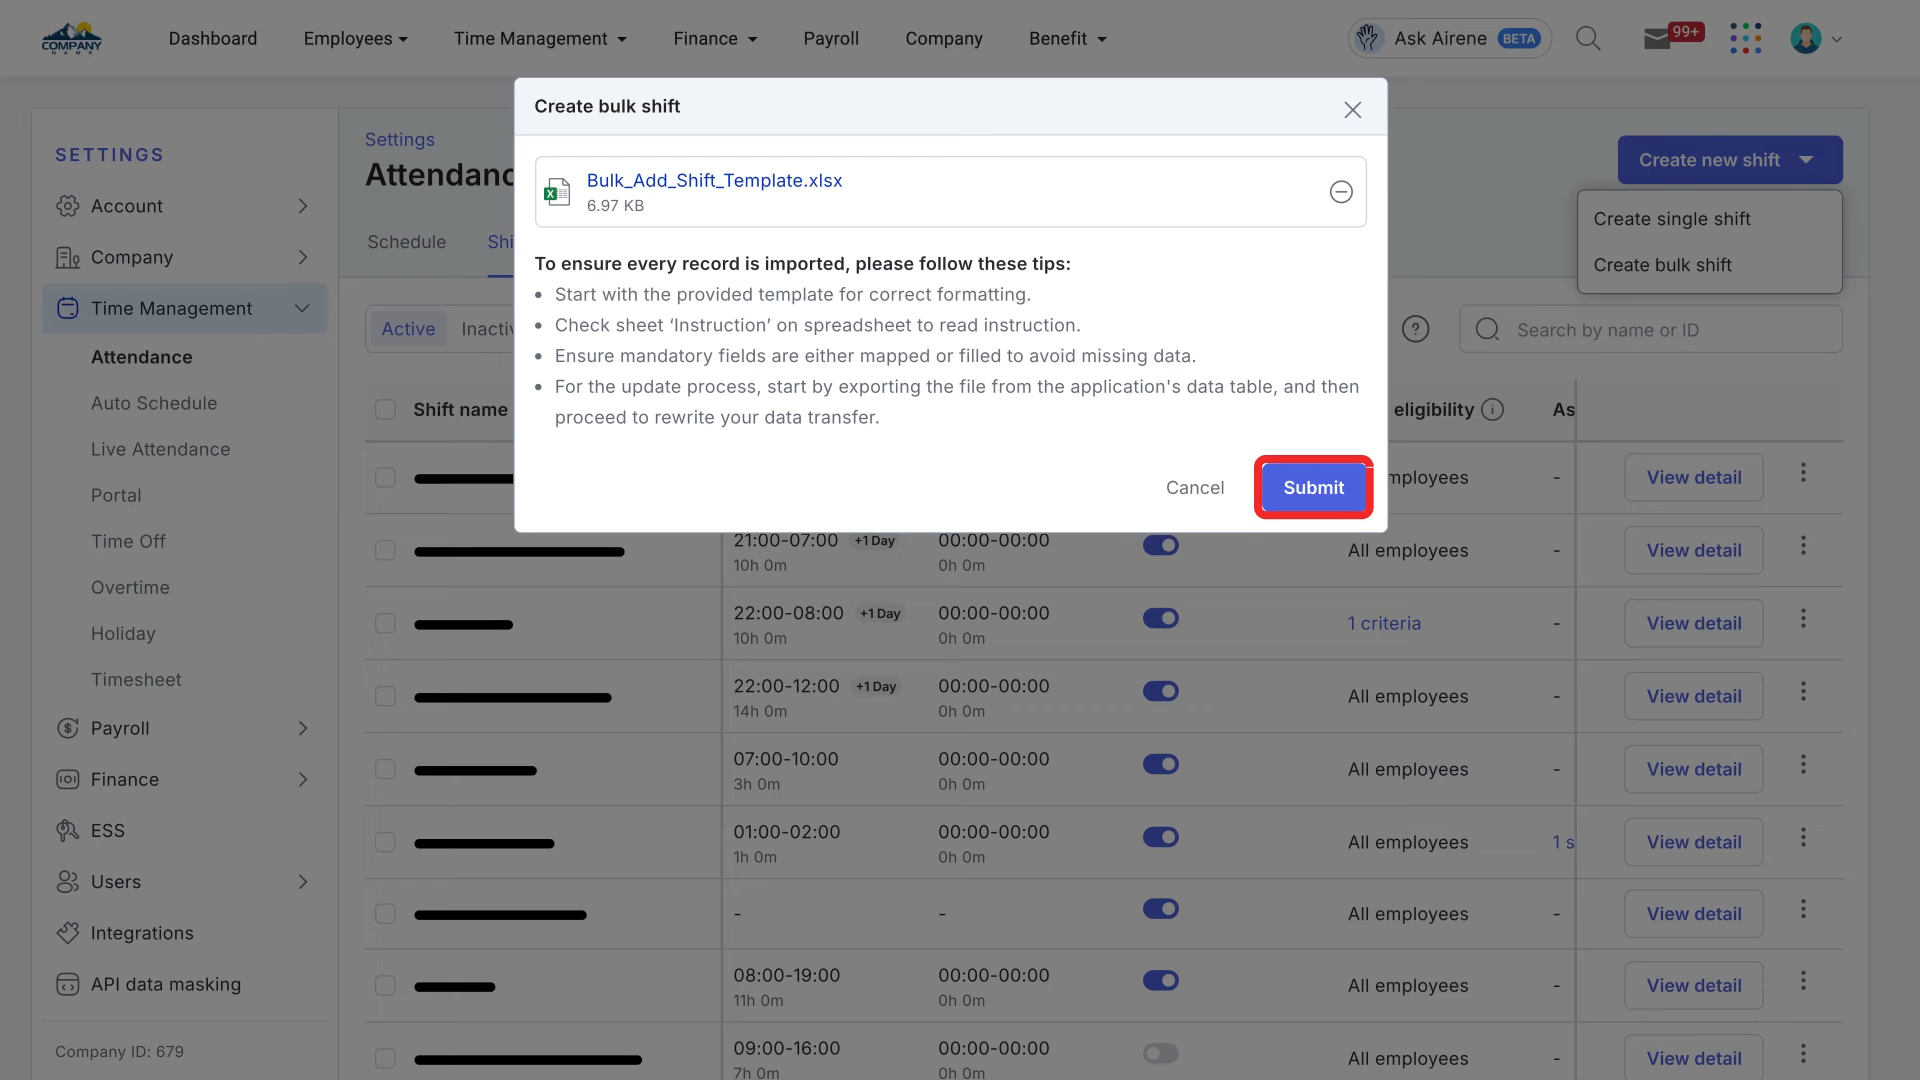 COMPANY
NAME
Dashboard
Employees
Time Management
Finance
Payroll
Company
Benefit
Ask Airene BETA
99+
SETTINGS
Account
Company
Time Management
Attendance
Auto Schedule
Live Attendance
Portal
Time Off
Overtime
Holiday
Timesheet
Payroll
Finance
ESS
Users
Integrations
API data masking
Company ID: 679
Settings
Attendanc
Schedule
Shi
Create new shift
Create single shift
Create bulk shift
Active
Inactiv
Search by name or ID
Create bulk shift
Bulk_Add_Shift_Template.xlsx
6.97 KB
To ensure every record is imported, please follow these tips:
• Start with the provided template for correct formatting.
• Check sheet ‘Instruction’ on spreadsheet to read instruction.
• Ensure mandatory fields are either mapped or filled to avoid missing data.
• For the update process, start by exporting the file from the application's data table, and then
proceed to rewrite your data transfer.
Cancel
Submit
Shift name
eligibility
As
mployees - View detail
21:00-07:00 +1 Day 00:00-00:00
10h 0m 0h 0m
All employees - View detail
22:00-08:00 +1 Day 00:00-00:00
10h 0m 0h 0m
1 criteria - View detail
22:00-12:00 +1 Day 00:00-00:00
14h 0m 0h 0m
All employees - View detail
07:00-10:00 00:00-00:00
3h 0m 0h 0m
All employees - View detail
01:00-02:00 00:00-00:00
1h 0m 0h 0m
All employees 1 s View detail
- - All employees - View detail
08:00-19:00 00:00-00:00
11h 0m 0h 0m
All employees - View detail
09:00-16:00 00:00-00:00
7h 0m 0h 0m
All employees - View detail